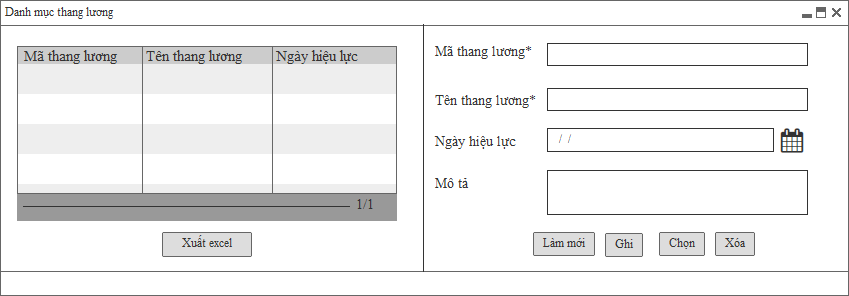 Danh mục thang lương
Mã thang lương Tên thang lương Ngày hiệu lực
1/1
Xuất excel
Mã thang lương*
Tên thang lương*
Ngày hiệu lực / /
Mô tả
Làm mới Ghi Chọn Xóa